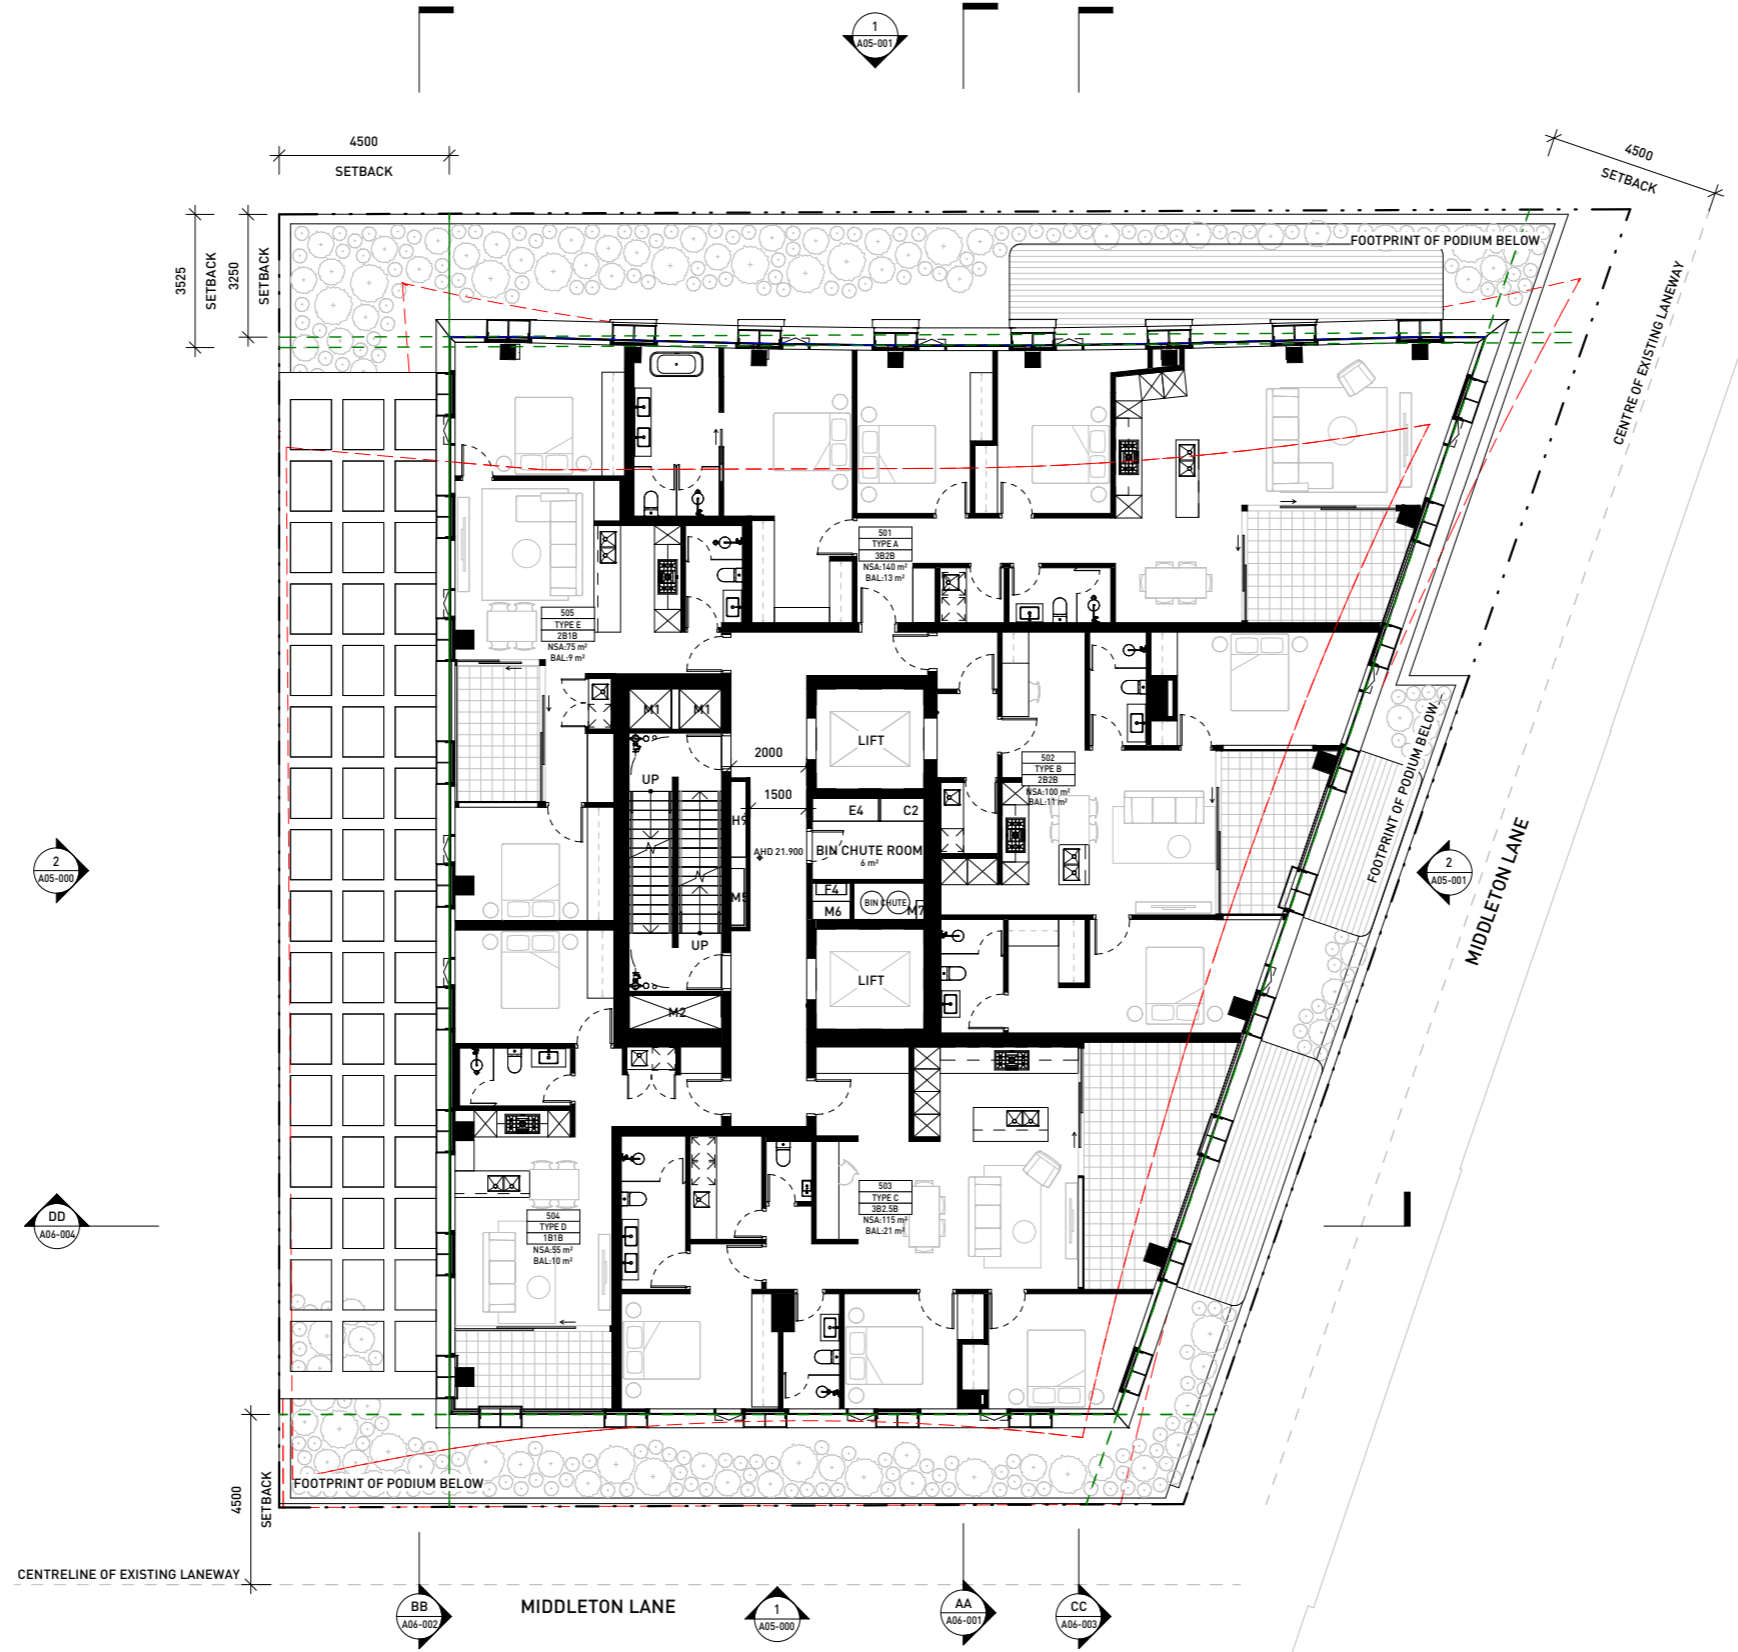 1
A05-001
4500
SETBACK
4500
SETBACK
3525
SETBACK
3250
SETBACK
FOOTPRINT OF PODIUM BELOW
CENTRE OF EXISTING LANEWAY
501
TYPE A
3B2B
NSA:140 m²
BAL:13 m²
505
TYPE E
2B1B
NSA:75 m²
BAL:9 m²
M1
M1
LIFT
2000
UP
1500
502
TYPE B
2B2B
NSA:100 m²
BAL:11 m²
E4
C2
H9
AHD 21.900
BIN CHUTE ROOM
6 m²
F4
M6
BIN CHUTE
M7
M5
UP
LIFT
M2
FOOTPRINT OF PODIUM BELOW
2
A05-000
2
A05-001
MIDDLETON LANE
503
TYPE C
3B2.5B
NSA:115 m²
BAL:21 m²
504
TYPE D
1B1B
NSA:55 m²
BAL:10 m²
DD
A06-004
FOOTPRINT OF PODIUM BELOW
4500
SETBACK
CENTRELINE OF EXISTING LANEWAY
BB
A06-002
MIDDLETON LANE
1
A05-000
AA
A06-001
CC
A06-003